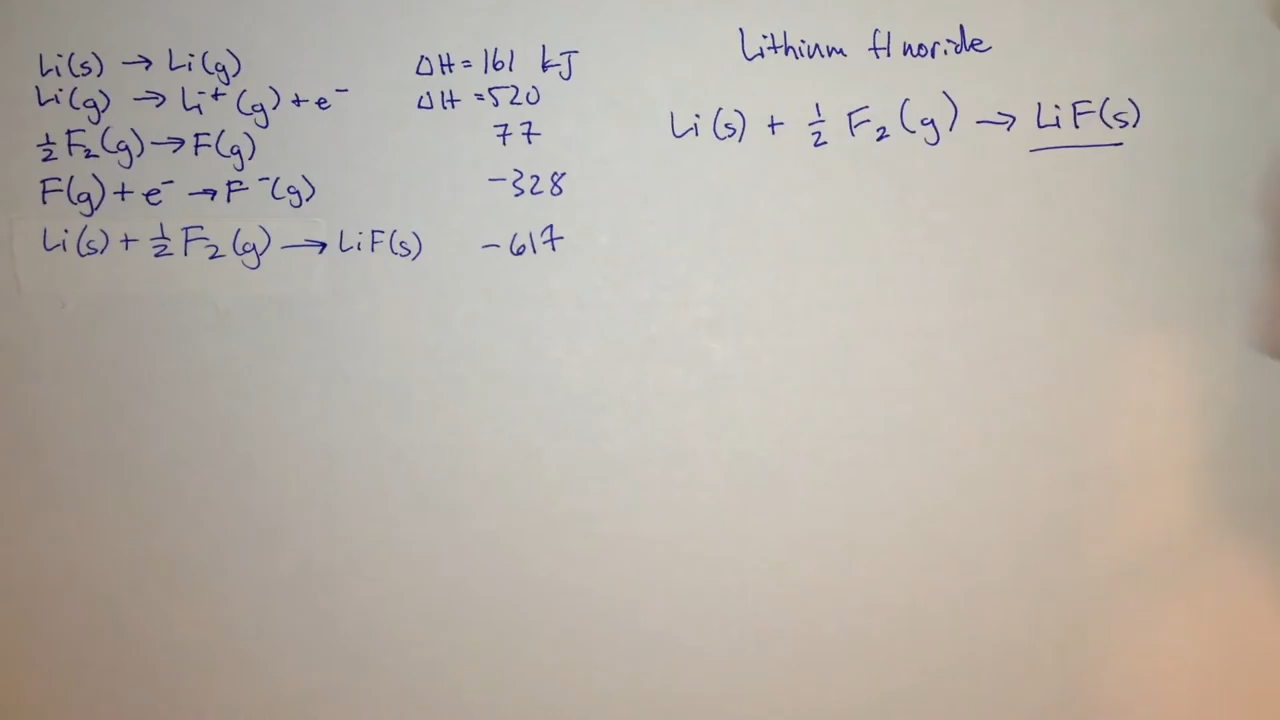 Li(s) → Li(g) ΔH = 161 kJ
Li(g) → Li⁺(g) + e⁻ ΔH = 520
½F₂(g) → F(g) 77
F(g) + e⁻ → F⁻(g) -328
Li(s) + ½F₂(g) → LiF(s) -617
Lithium fluoride
Li(s) + ½ F₂(g) → LiF(s)